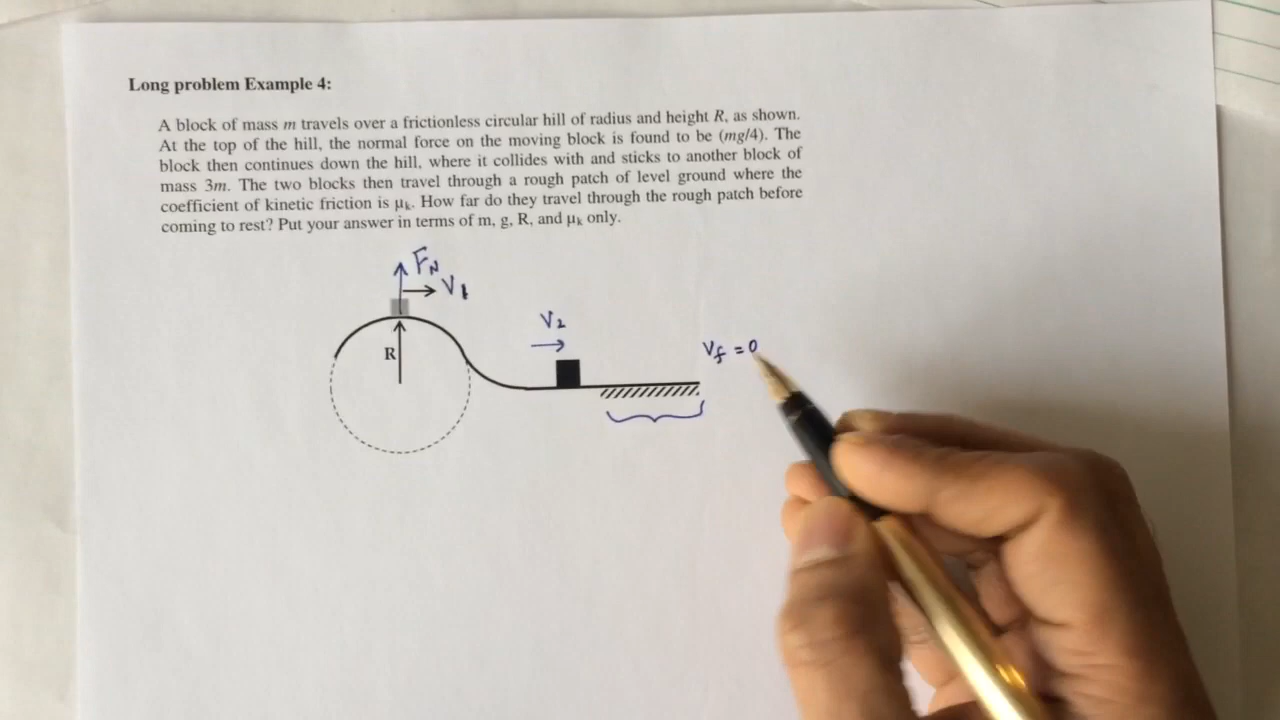 Long problem Example 4:
A block of mass m travels over a frictionless circular hill of radius and height R, as shown.
At the top of the hill, the normal force on the moving block is found to be (mg/4). The
block then continues down the hill, where it collides with and sticks to another block of
mass 3m. The two blocks then travel through a rough patch of level ground where the
coefficient of kinetic friction is μk. How far do they travel through the rough patch before
coming to rest? Put your answer in terms of m, g, R, and μk only.
FN
V1
V2
R
Vf = 0